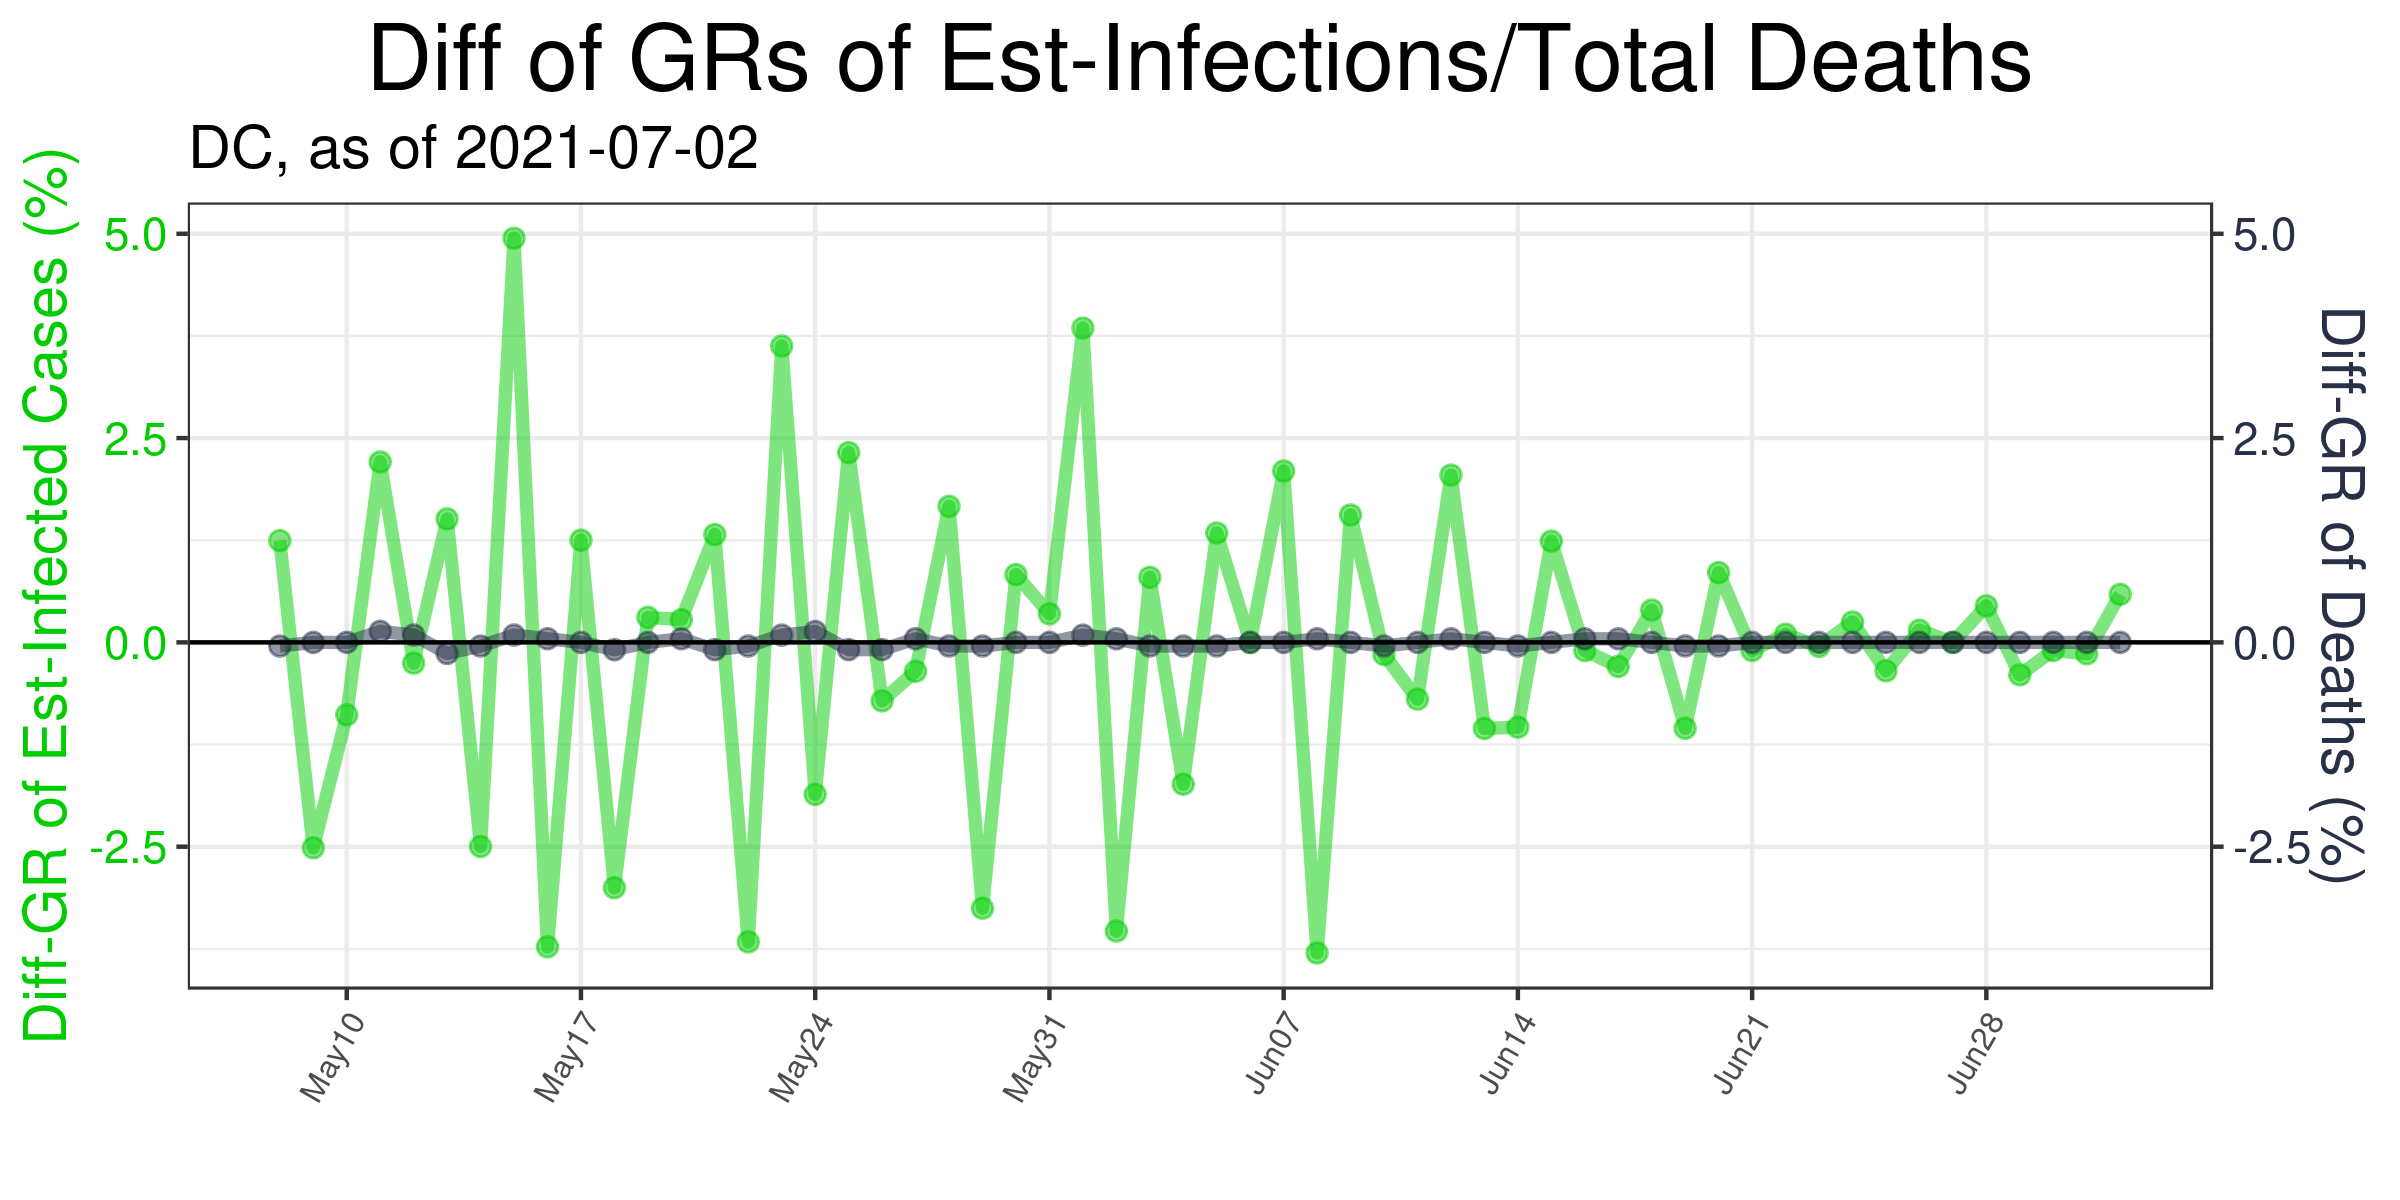 Diff of GRs of Est-Infections/Total Deaths
DC, as of 2021-07-02
Diff-GR of Est-Infected Cases (%)
5.0
2.5
0.0
-2.5
5.0
2.5
0.0
-2.5
Diff-GR of Deaths (%)
May10
May17
May24
May31
Jun07
Jun14
Jun21
Jun28